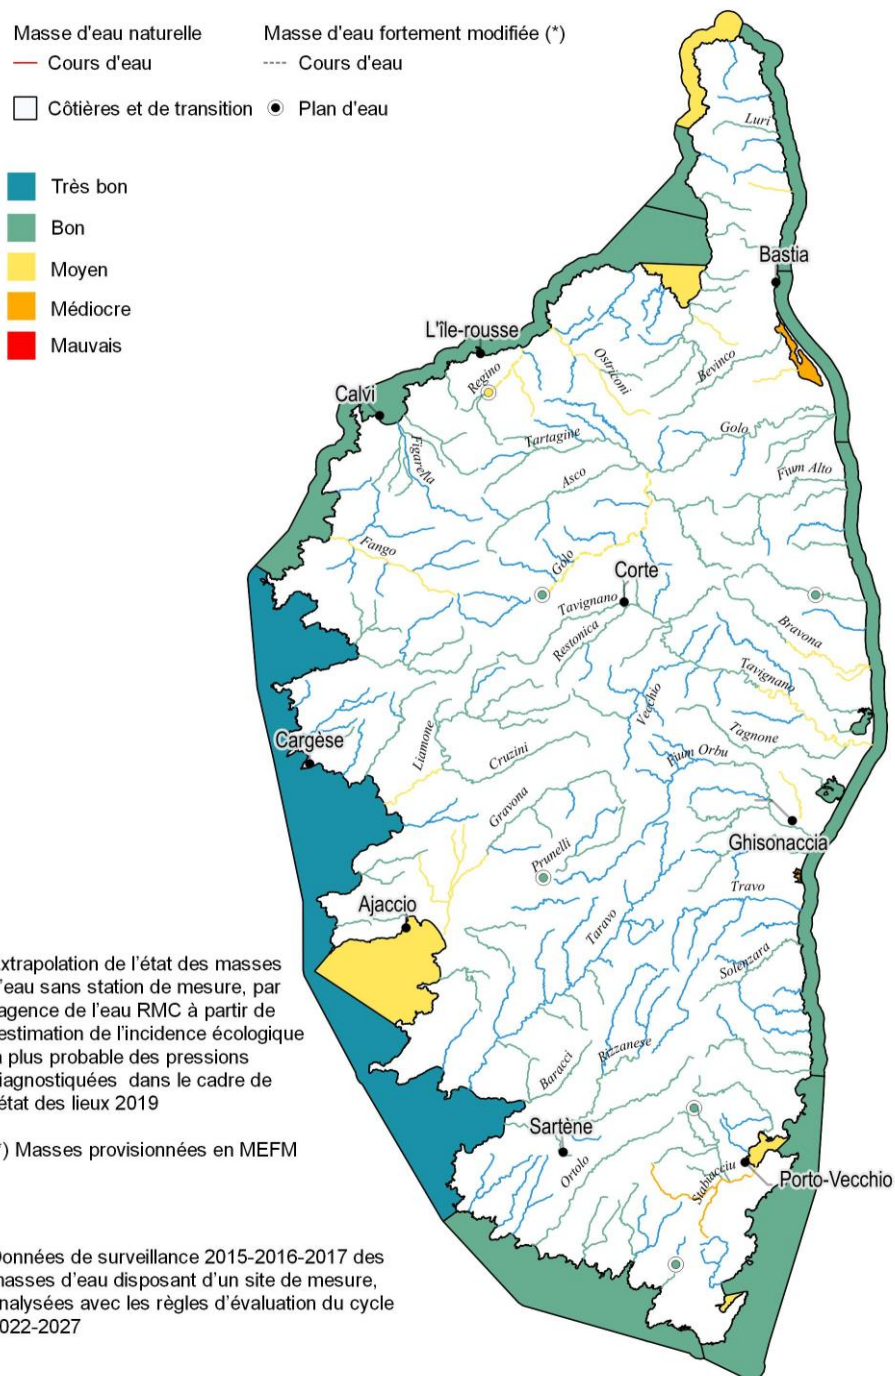 Masse d'eau naturelle
Masse d'eau fortement modifiée (*)
Cours d'eau
Cours d'eau
Côtières et de transition
Plan d'eau
Très bon
Bon
Moyen
Médiocre
Mauvais
Luri
Bastia
L'île-rousse
Regino
Ostriconi
Bevinco
Calvi
Figarella
Tartagine
Golo
Asco
Fium Alto
Fango
Golo
Corte
Tavignano
Restonica
Bravona
Tavignano
Vecchio
Tagnone
Cargèse
Liamone
Cruzini
Fium Orbu
Gravona
Ghisonaccia
Prunelli
Travo
Ajaccio
Taravo
Solenzara
xtrapolation de l'état des masses
'eau sans station de mesure, par
agence de l'eau RMC à partir de
estimation de l'incidence écologique
a plus probable des pressions
iagnostiquées dans le cadre de
état des lieux 2019
Baracci
Rizzanese
*) Masses provisionnées en MEFM
Sartène
Ortolo
Stabiacciu
Porto-Vecchio
onnées de surveillance 2015-2016-2017 des
masses d'eau disposant d'un site de mesure,
nalysées avec les règles d'évaluation du cycle
022-2027